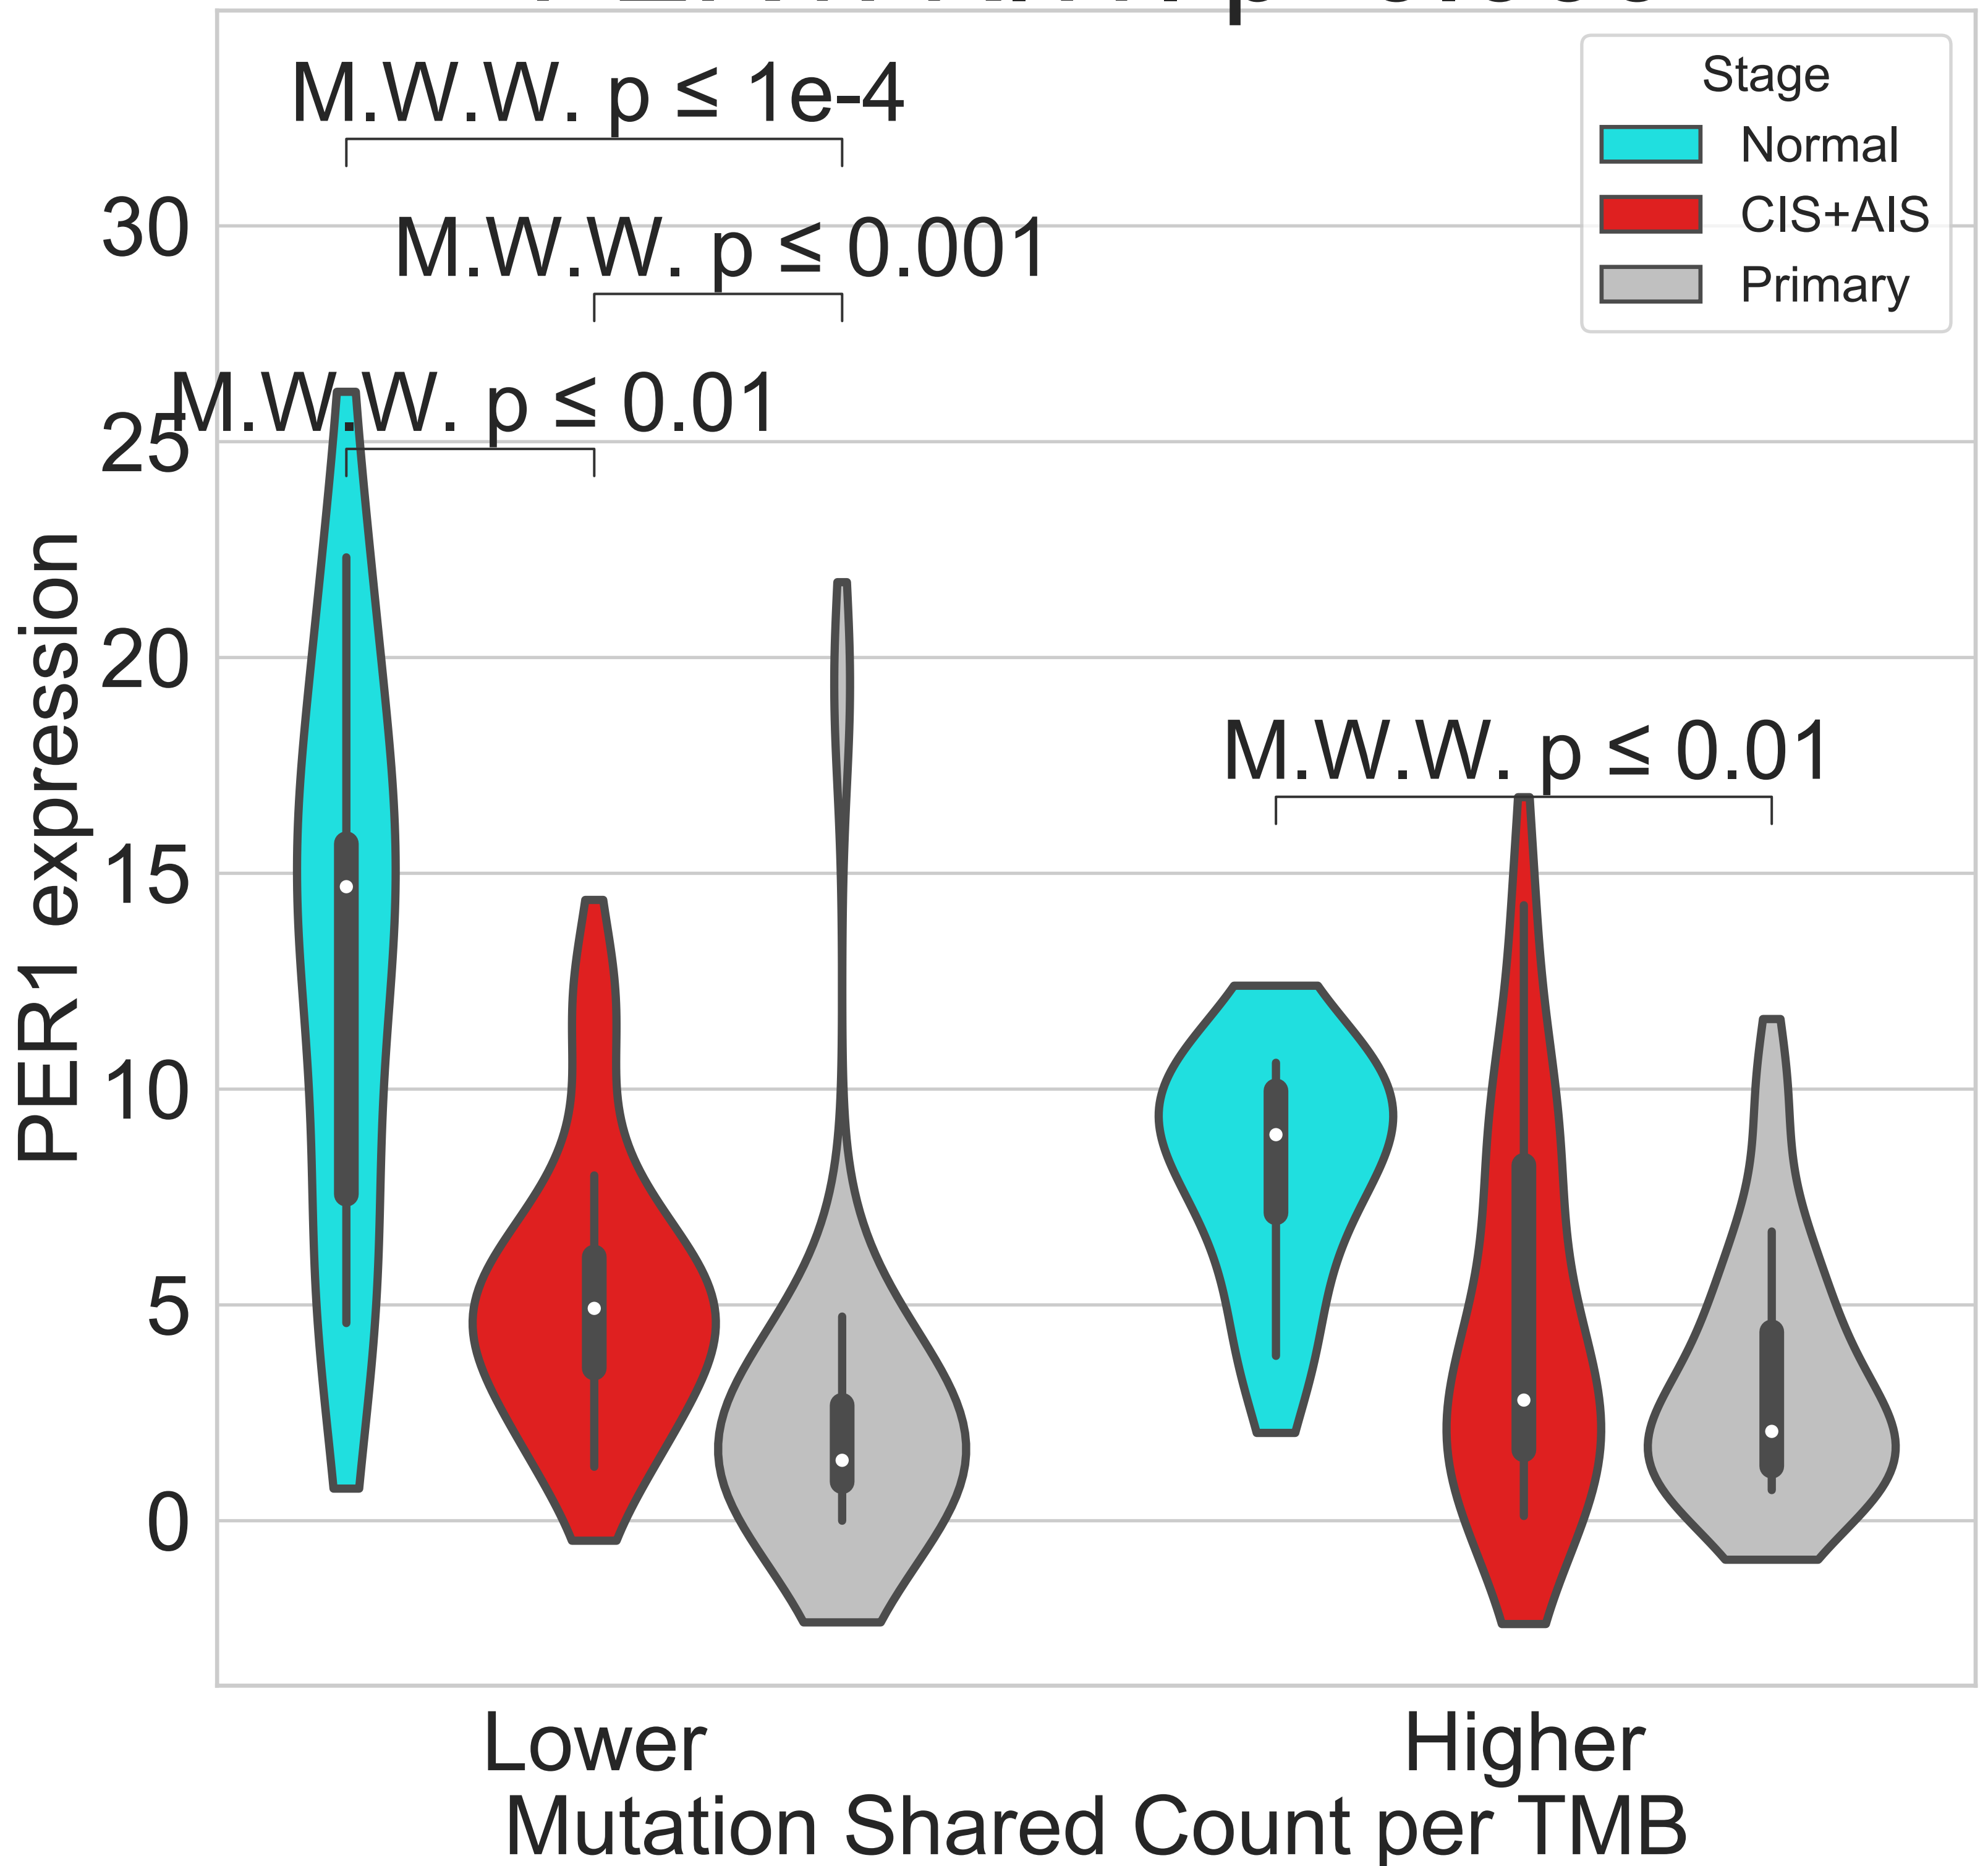 M.W.W. p ≤ 1e-4
M.W.W. p ≤ 0.001
M.W.W. p ≤ 0.01
M.W.W. p ≤ 0.01
Stage
Normal
CIS+AIS
Primary
30
25
20
15
10
5
0
PER1 expression
Lower
Higher
Mutation Shared Count per TMB